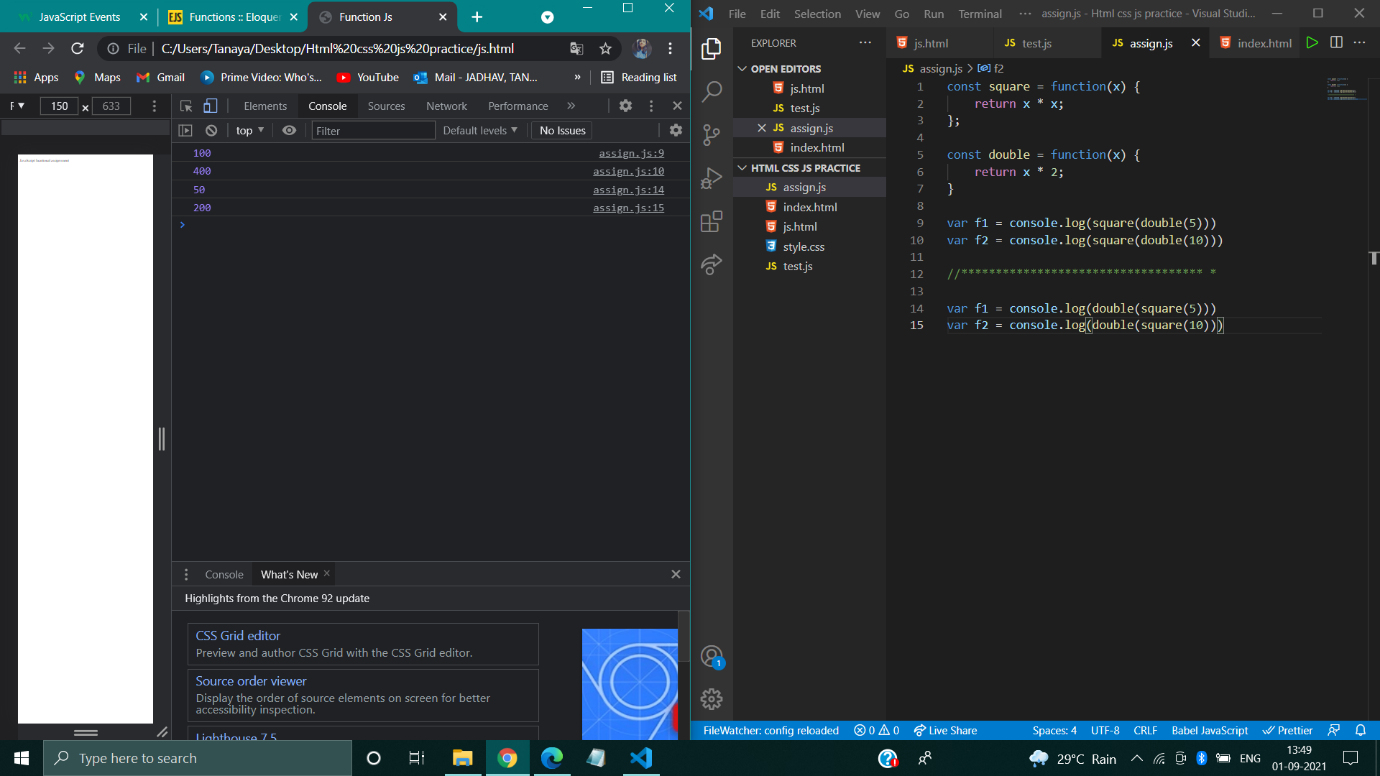 JavaScript Events
EJS Functions :: Eloquer
Function Js
File | C:/Users/Tanaya/Desktop/Html%20css%20js%20practice/js.html
Apps Maps Gmail Prime Video: Who's... YouTube Mail - JADHAV, TAN... » Reading list
F ▼ 150 × 633
Elements Console Sources Network Performance »
top ▼ Filter Default levels ▼ No Issues
100 assign.js:9
400 assign.js:10
50 assign.js:14
200 assign.js:15
Console What's New
Highlights from the Chrome 92 update
CSS Grid editor
Preview and author CSS Grid with the CSS Grid editor.
Source order viewer
Display the order of source elements on screen for better
accessibility inspection.
Lighthouse 7.5
File Edit Selection View Go Run Terminal ··· assign.js - Html css js practice - Visual Studi...
EXPLORER ···
OPEN EDITORS
js.html
JS test.js
JS assign.js
index.html
HTML CSS JS PRACTICE
JS assign.js
index.html
js.html
style.css
JS test.js
js.html JS test.js JS assign.js index.html ···
JS assign.js > f2
1 const square = function(x) {
2 return x * x;
3 };
4
5 const double = function(x) {
6 return x * 2;
7 }
8
9 var f1 = console.log(square(double(5)))
10 var f2 = console.log(square(double(10)))
11
12 //*********************************** *
13
14 var f1 = console.log(double(square(5)))
15 var f2 = console.log(double(square(10)))
1
FileWatcher: config reloaded 0 0 Live Share Spaces: 4 UTF-8 CRLF Babel JavaScript Prettier
Type here to search
29°C Rain ENG 13:49
01-09-2021